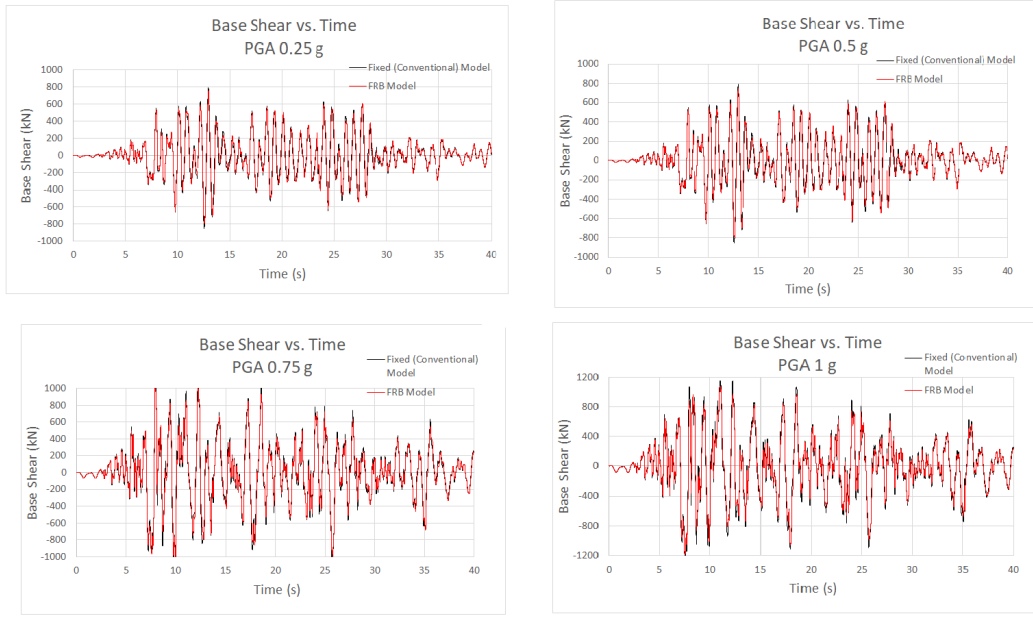 Base Shear vs. Time
PGA 0.25 g
Fixed (Conventional) Model
FRB Model
Base Shear (kN)
1000
800
600
400
200
0
-200
-400
-600
-800
-1000
0 5 10 15 20 25 30 35 40
Time (s)
Base Shear vs. Time
PGA 0.5 g
Fixed (Conventional) Model
FRB Model
Base Shear (kN)
1000
800
600
400
200
0
-200
-400
-600
-800
-1000
0 5 10 15 20 25 30 35 40
Time (s)
Base Shear vs. Time
PGA 0.75 g
Fixed (Conventional)
Model
FRB Model
Base Shear (kN)
1000
800
600
400
200
0
-200
-400
-600
-800
-1000
0 5 10 15 20 25 30 35 40
Time (s)
Base Shear vs. Time
PGA 1 g
Fixed (Conventional)
Model
FRB Model
Base Shear (kN)
1200
800
400
0
-400
-800
-1200
0 5 10 15 20 25 30 35 40
Time (s)